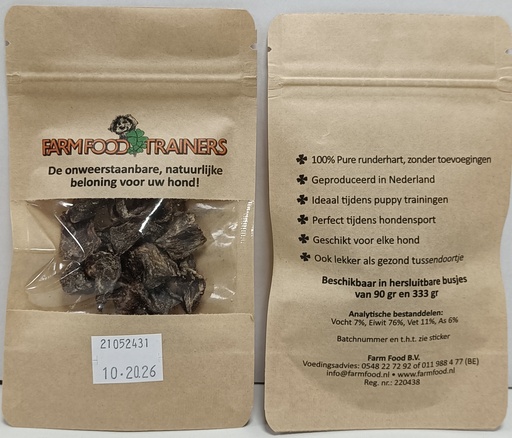 FARM FOOD TRAINERS
De onweerstaanbare, natuurlijke
beloning voor uw hond!
21052431
10-2026
100% Pure runderhart, zonder toevoegingen
Geproduceerd in Nederland
Ideaal tijdens puppy trainingen
Perfect tijdens hondensport
Geschikt voor elke hond
Ook lekker als gezond tussendoortje
Beschikbaar in hersluitbare busjes
van 90 gr en 333 gr
Analytische bestanddelen:
Vocht 7%, Eiwit 76%, Vet 11%, As 6%
Batchnummer en t.h.t. zie sticker
Farm Food B.V.
Voedingsadvies: 0548 22 72 92 of 011 988 4 77 (BE)
info@farmfood.nl • www.farmfood.nl
Reg. nr.: 220438